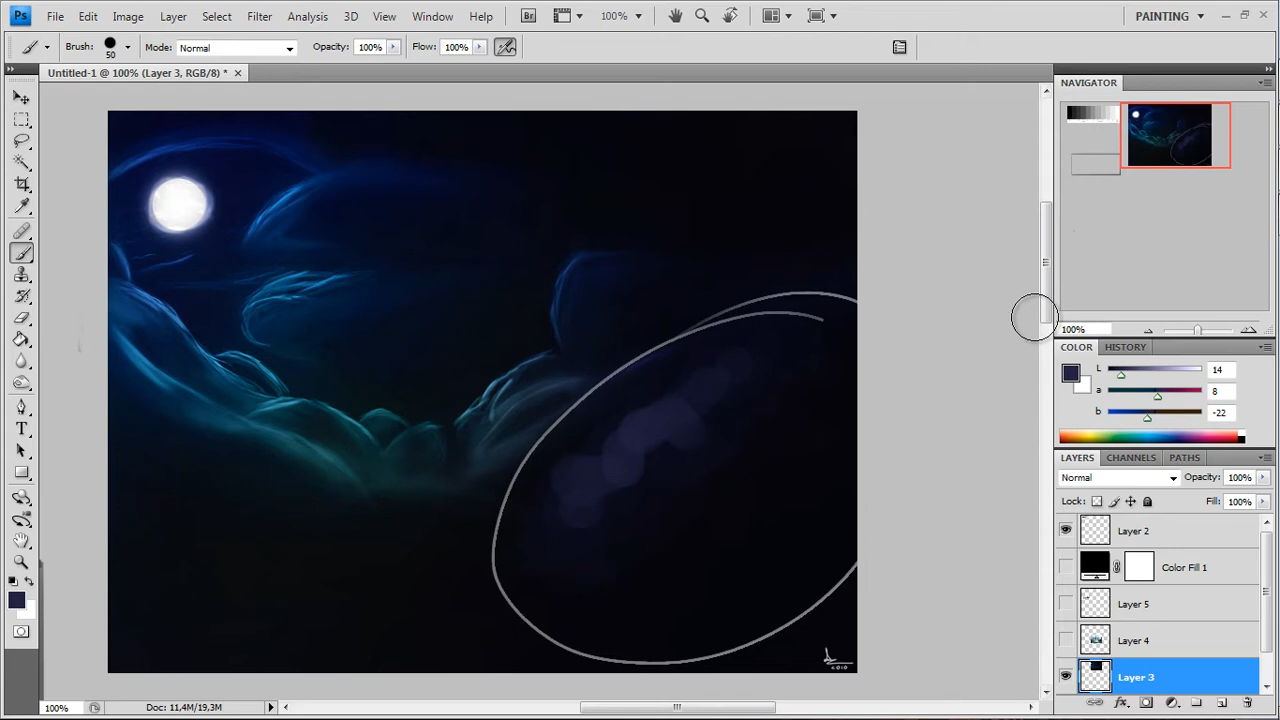 Ps File Edit Image Layer Select Filter Analysis 3D View Window Help Br 100% PAINTING
Brush: 50 Mode: Normal Opacity: 100% Flow: 100%
Untitled-1 @ 100% (Layer 3, RGB/8) * ×
NAVIGATOR
100%
COLOR HISTORY
L 14
a 8
b -22
LAYERS CHANNELS PATHS
Normal Opacity: 100%
Lock: Fill: 100%
Layer 2
Color Fill 1
Layer 5
Layer 4
Layer 3
2010
100% Doc: 11,4M/19,3M